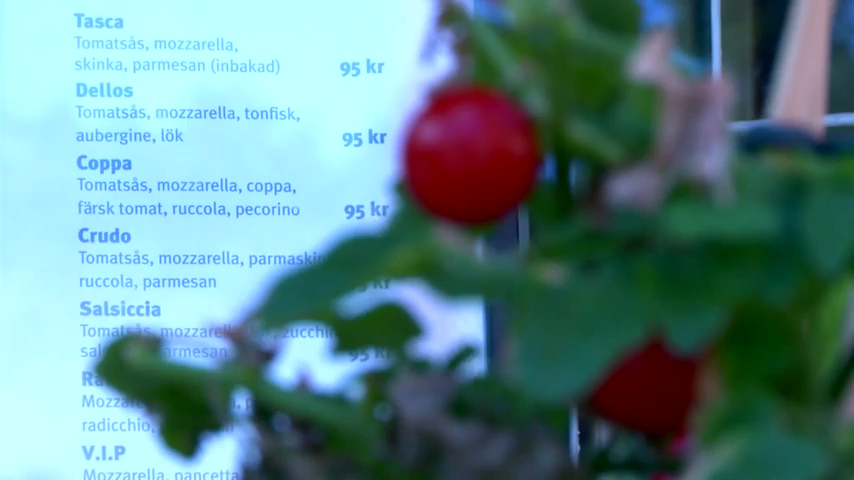 Tasca
Tomatsås, mozzarella,
skinka, parmesan (inbakad) 95 kr
Dellos
Tomatsås, mozzarella, tonfisk,
aubergine, lök 95 kr
Coppa
Tomatsås, mozzarella, coppa,
färsk tomat, ruccola, pecorino 95 kr
Crudo
Tomatsås, mozzarella,
ruccola, parmesan kr
Salsiccia
Tomatsås,
parmesan 95 kr
radicchio,
V.I.P
Mozzarella, pancetta